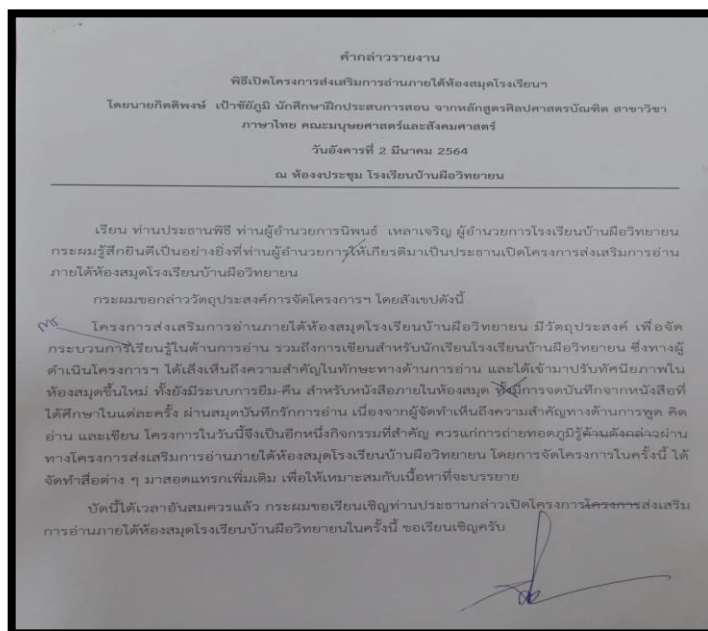 คำกล่าวรายงาน
พิธีเปิดโครงการส่งเสริมการอ่านภายใต้ห้องสมุดโรงเรียนฯ
โดยนายกิตติพงษ์ เป้าชัยภูมิ นักศึกษาฝึกประสบการสอน จากหลักสูตรศิลปศาสตรบัณฑิต สาขาวิชา
ภาษาไทย คณะมนุษยศาสตร์และสังคมศาสตร์
วันอังคารที่ 2 มีนาคม 2564
ณ ห้องงประชุม โรงเรียนบ้านผือวิทยายน
เรียน ท่านประธานพิธี ท่านผู้อำนวยการนิพนธ์ เหลาเจริญ ผู้อำนวยการโรงเรียนบ้านผือวิทยายน
กระผมรู้สึกยินดีเป็นอย่างยิ่งที่ท่านผู้อำนวยการให้เกียรติมาเป็นประธานเปิดโครงการส่งเสริมการอ่าน
ภายใต้ห้องสมุดโรงเรียนบ้านผือวิทยายน
กระผมขอกล่าววัตถุประสงค์การจัดโครงการฯ โดยสังเขปดังนี้
โครงการส่งเสริมการอ่านภายใต้ห้องสมุดโรงเรียนบ้านผือวิทยายน มีวัตถุประสงค์ เพื่อจัด
กระบวนการเรียนรู้ในด้านการอ่าน รวมถึงการเขียนสำหรับนักเรียนโรงเรียนบ้านผือวิทยายน ซึ่งทางผู้
ดำเนินโครงการฯ ได้เล็งเห็นถึงความสำคัญในทักษะทางด้านการอ่าน และได้เข้ามาปรับทัศนียภาพใน
ห้องสมุดขึ้นใหม่ ทั้งยังมีระบบการยืม-คืน สำหรับหนังสือภายในห้องสมุด ทั้งมีการจดบันทึกจากหนังสือที่
ได้ศึกษาในแต่ละครั้ง ผ่านสมุดบันทึกรักการอ่าน เนื่องจากผู้จัดทำเห็นถึงความสำคัญทางด้านการพูด คิด
อ่าน และเขียน โครงการในวันนี้จึงเป็นอีกหนึ่งกิจกรรมที่สำคัญ ควรแก่การถ่ายทอดภูมิรู้ด้านดังกล่าวผ่าน
ทางโครงการส่งเสริมการอ่านภายใต้ห้องสมุดโรงเรียนบ้านผือวิทยายน โดยการจัดโครงการในครั้งนี้ ได้
จัดทำสื่อต่าง ๆ มาสอดแทรกเพิ่มเติม เพื่อให้เหมาะสมกับเนื้อหาที่จะบรรยาย
บัดนี้ได้เวลาอันสมควรแล้ว กระผมขอเรียนเชิญท่านประธานกล่าวเปิดโครงการโครงการส่งเสริม
การอ่านภายใต้ห้องสมุดโรงเรียนบ้านผือวิทยายนในครั้งนี้ ขอเรียนเชิญครับ